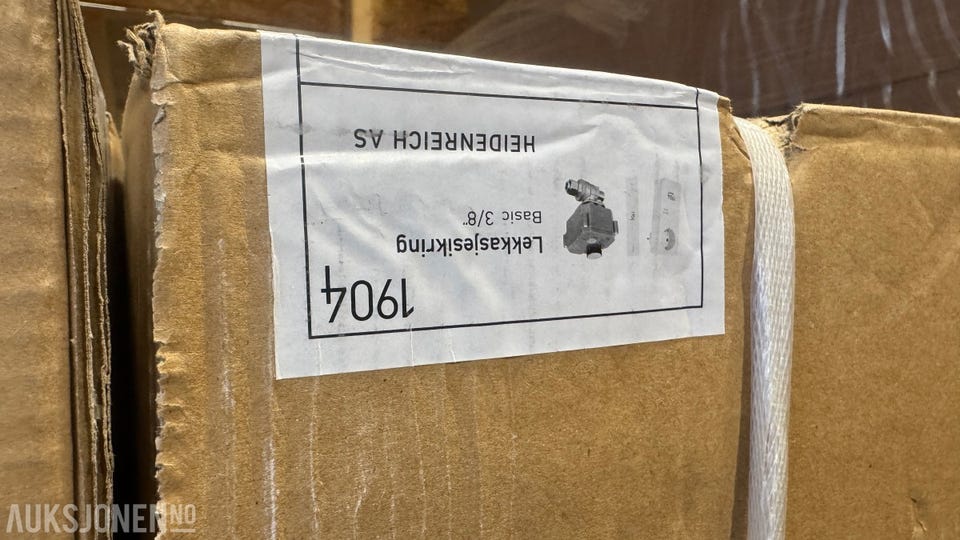 1904
Lekkasjesikring
Basic 3/8"
HEIDENREICH AS
AUKSJONEN.NO